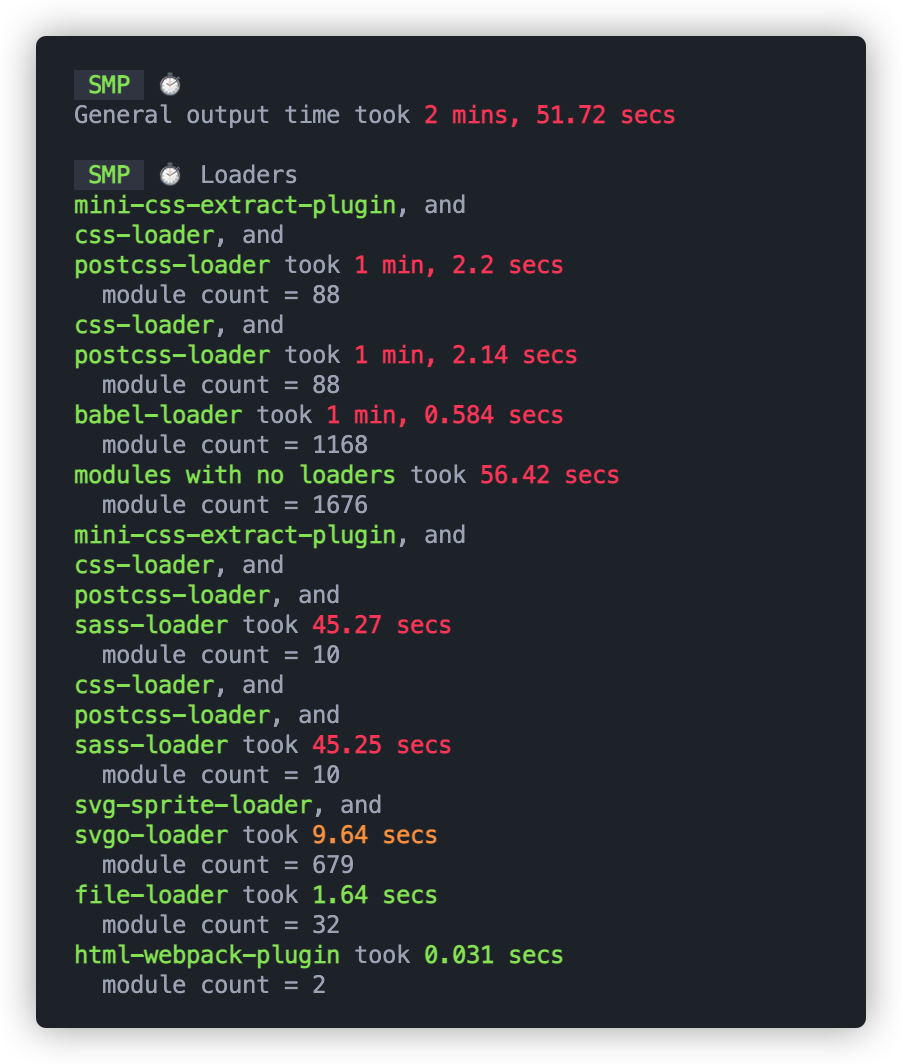 SMP ⏱
General output time took 2 mins, 51.72 secs

SMP ⏱ Loaders
mini-css-extract-plugin, and
css-loader, and
postcss-loader took 1 min, 2.2 secs
  module count = 88
css-loader, and
postcss-loader took 1 min, 2.14 secs
  module count = 88
babel-loader took 1 min, 0.584 secs
  module count = 1168
modules with no loaders took 56.42 secs
  module count = 1676
mini-css-extract-plugin, and
css-loader, and
postcss-loader, and
sass-loader took 45.27 secs
  module count = 10
css-loader, and
postcss-loader, and
sass-loader took 45.25 secs
  module count = 10
svg-sprite-loader, and
svgo-loader took 9.64 secs
  module count = 679
file-loader took 1.64 secs
  module count = 32
html-webpack-plugin took 0.031 secs
  module count = 2